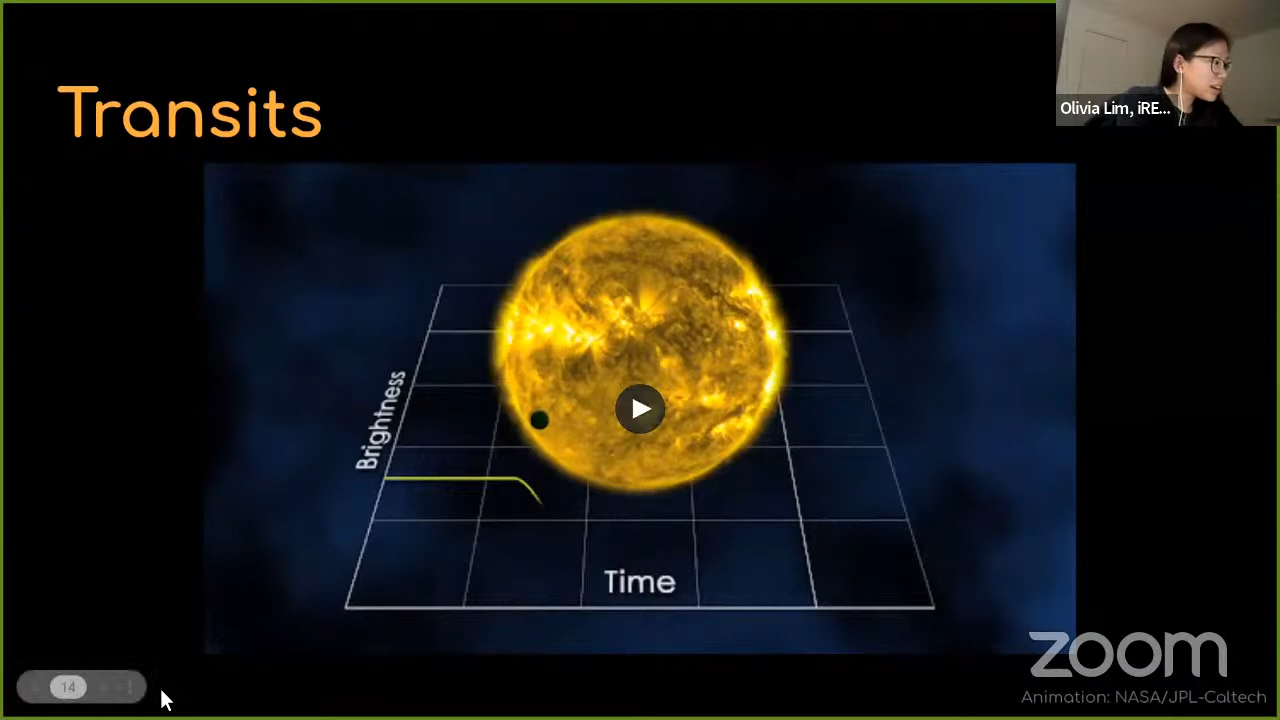 Transits
Olivia Lim, iRE...
Brightness
Time
14
zoom
Animation: NASA/JPL-Caltech